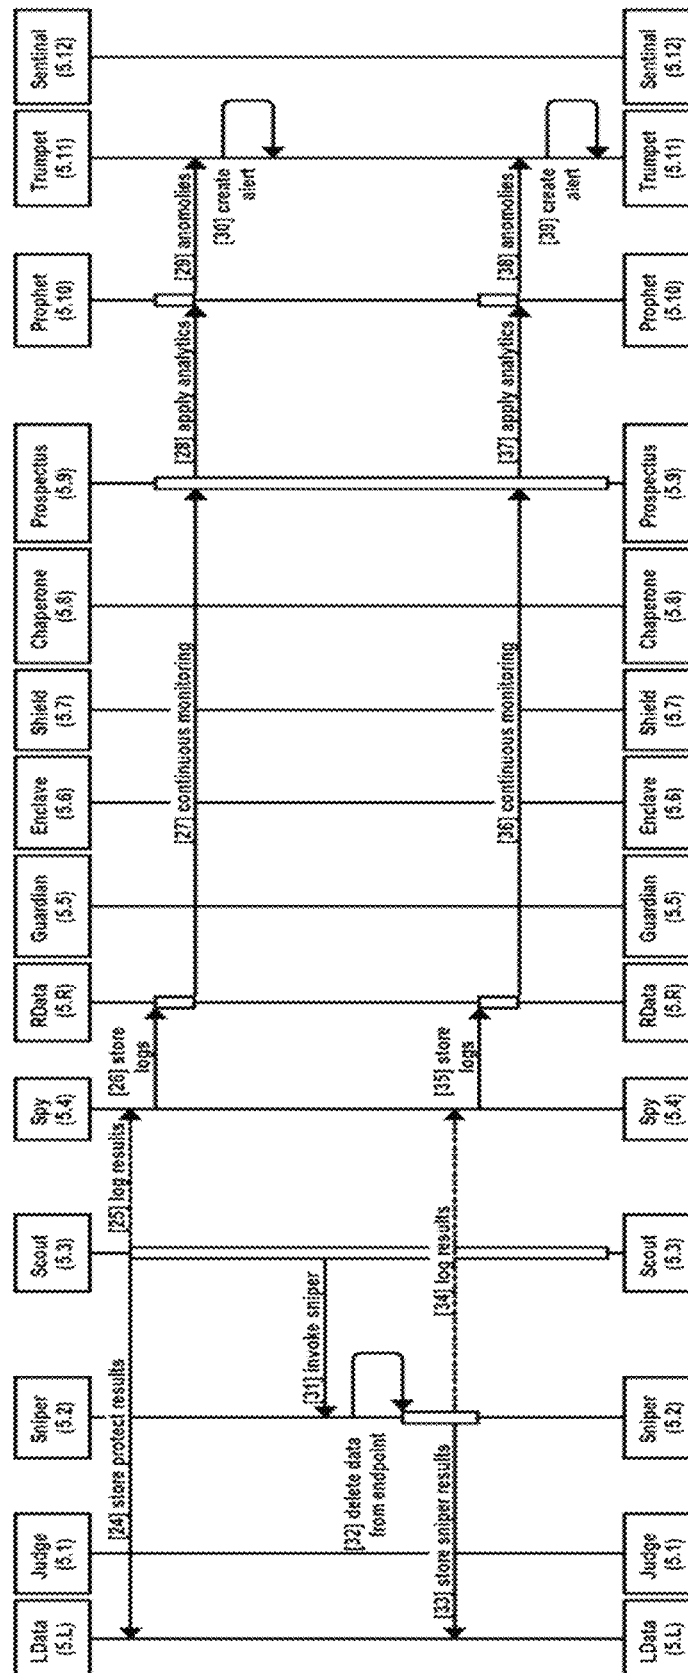 LData
(5.L)
Judge
(5.1)
Sniper
(5.2)
Scout
(5.3)
Spy
(5.4)
RData
(5.R)
Guardian
(5.5)
Enclave
(5.6)
Shield
(5.7)
Chaperone
(5.8)
Prospectus
(5.9)
Prophet
(5.10)
Trumpet
(5.11)
Sentinal
(5.12)
[24] store protect results
[25] log results
[26] store
logs
[27] continuous monitoring
[28] apply analytics
[29] anomolies
[30] create
alert
[31] invoke sniper
[32] delete data
from endpoint
[33] store sniper results
[34] log results
[35] store
logs
[36] continuous monitoring
[37] apply analytics
[38] anomolies
[39] create
alert
LData
(5.L)
Judge
(5.1)
Sniper
(5.2)
Scout
(5.3)
Spy
(5.4)
RData
(5.R)
Guardian
(5.5)
Enclave
(5.6)
Shield
(5.7)
Chaperone
(5.8)
Prospectus
(5.9)
Prophet
(5.10)
Trumpet
(5.11)
Sentinal
(5.12)